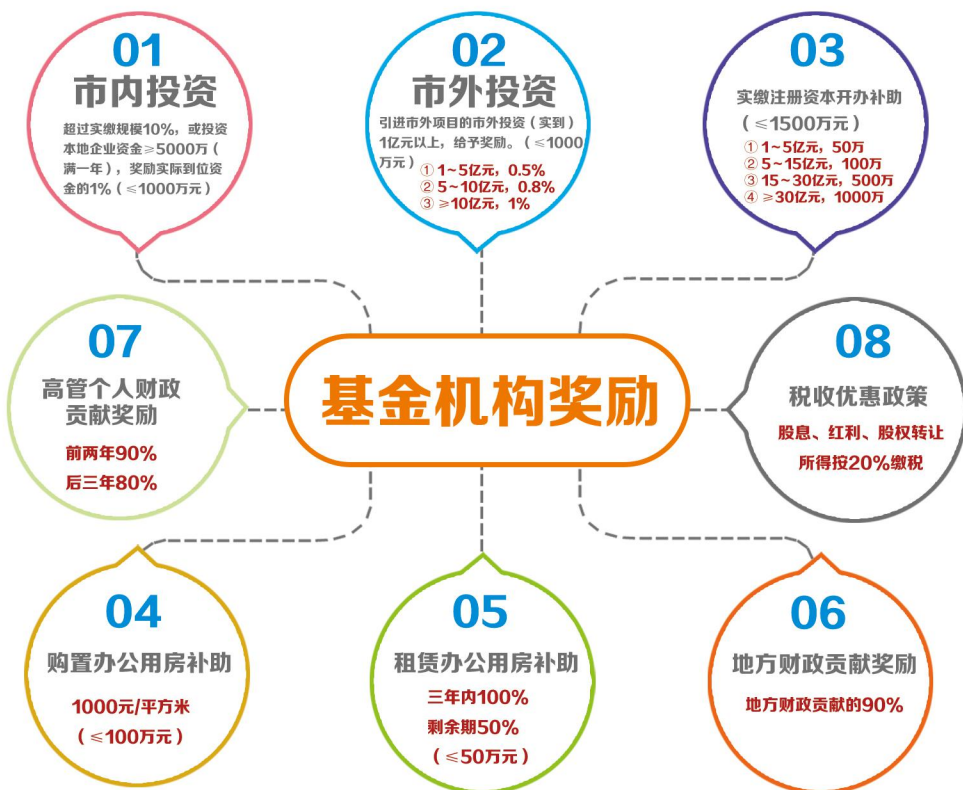 01
市内投资
超过实缴规模10%，或投资
本地企业资金≥5000万（
满一年），奖励实际到位资
金的1%（≤1000万元）
02
市外投资
引进市外项目的市外投资（实到）
1亿元以上，给予奖励。（≤1000
万元）
① 1~5亿元，0.5%
② 5~10亿元，0.8%
③ ≥10亿元，1%
03
实缴注册资本开办补助
（≤1500万元）
① 1~5亿元，50万
② 5~15亿元，100万
③ 15~30亿元，500万
④ ≥30亿元，1000万
07
高管个人财政
贡献奖励
前两年90%
后三年80%
基金机构奖励
08
税收优惠政策
股息、红利、股权转让
所得按20%缴税
04
购置办公用房补助
1000元/平方米
（≤100万元）
05
租赁办公用房补助
三年内100%
剩余期50%
（≤50万元）
06
地方财政贡献奖励
地方财政贡献的90%